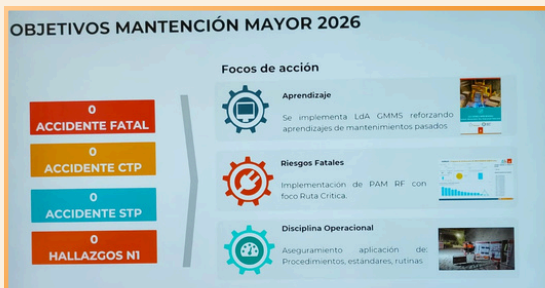 OBJETIVOS MANTENCIÓN MAYOR 2026
Focos de acción
0
ACCIDENTE FATAL
0
ACCIDENTE CTP
0
ACCIDENTE STP
0
HALLAZGOS N1
Aprendizaje
Se implementa LdA GMMS reforzando
aprendizajes de mantenimientos pasados
Riesgos Fatales
Implementación de PAM RF con
foco Ruta Crítica.
Disciplina Operacional
Aseguramiento aplicación de:
Procedimientos, estándares, rutinas